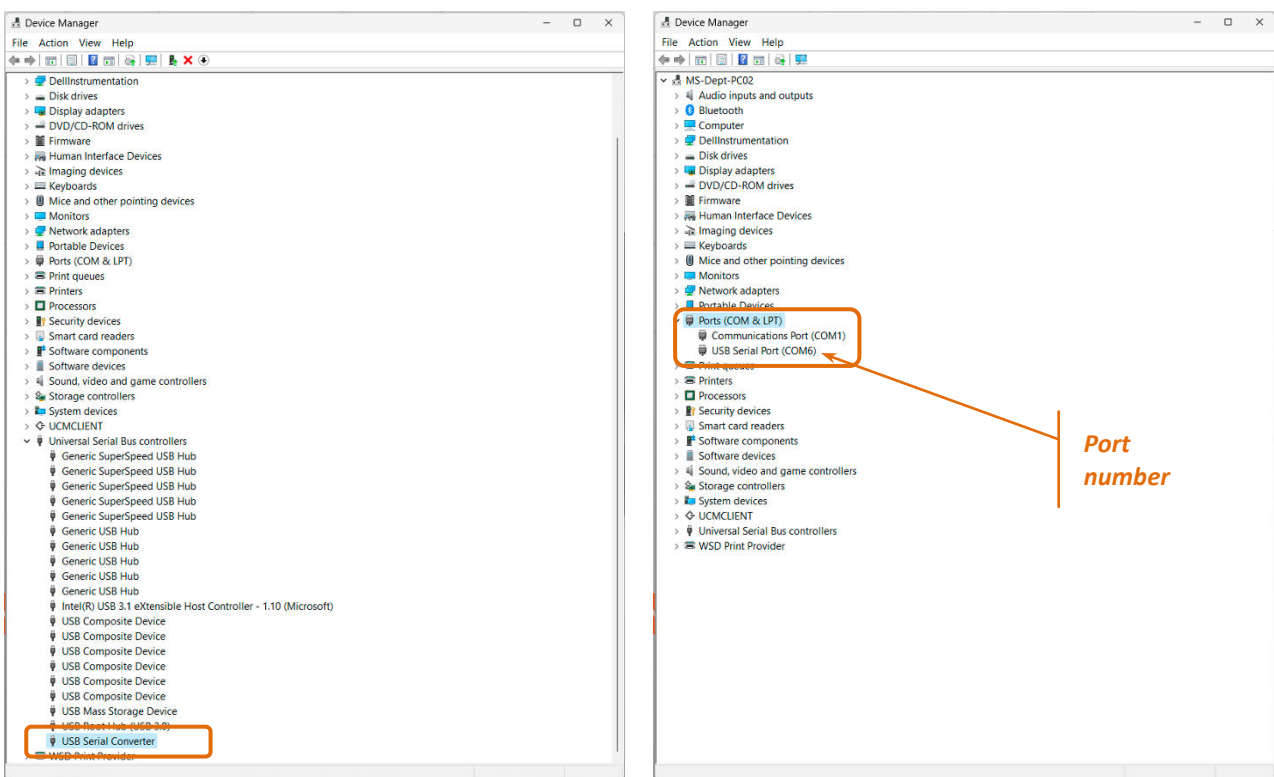 Device Manager
File Action View Help
DellInstrumentation
Disk drives
Display adapters
DVD/CD-ROM drives
Firmware
Human Interface Devices
Imaging devices
Keyboards
Mice and other pointing devices
Monitors
Network adapters
Portable Devices
Ports (COM & LPT)
Print queues
Printers
Processors
Security devices
Smart card readers
Software components
Software devices
Sound, video and game controllers
Storage controllers
System devices
UCMCLIENT
Universal Serial Bus controllers
Generic SuperSpeed USB Hub
Generic SuperSpeed USB Hub
Generic SuperSpeed USB Hub
Generic SuperSpeed USB Hub
Generic SuperSpeed USB Hub
Generic USB Hub
Generic USB Hub
Generic USB Hub
Generic USB Hub
Generic USB Hub
Intel(R) USB 3.1 eXtensible Host Controller - 1.10 (Microsoft)
USB Composite Device
USB Composite Device
USB Composite Device
USB Composite Device
USB Composite Device
USB Composite Device
USB Mass Storage Device
USB Root Hub (USB 3.0)
USB Serial Converter
WSD Print Provider
Device Manager
File Action View Help
MS-Dept-PC02
Audio inputs and outputs
Bluetooth
Computer
DellInstrumentation
Disk drives
Display adapters
DVD/CD-ROM drives
Firmware
Human Interface Devices
Imaging devices
Keyboards
Mice and other pointing devices
Monitors
Network adapters
Portable Devices
Ports (COM & LPT)
Communications Port (COM1)
USB Serial Port (COM6)
Print queues
Printers
Processors
Security devices
Smart card readers
Software components
Software devices
Sound, video and game controllers
Storage controllers
System devices
UCMCLIENT
Universal Serial Bus controllers
WSD Print Provider
Port
number